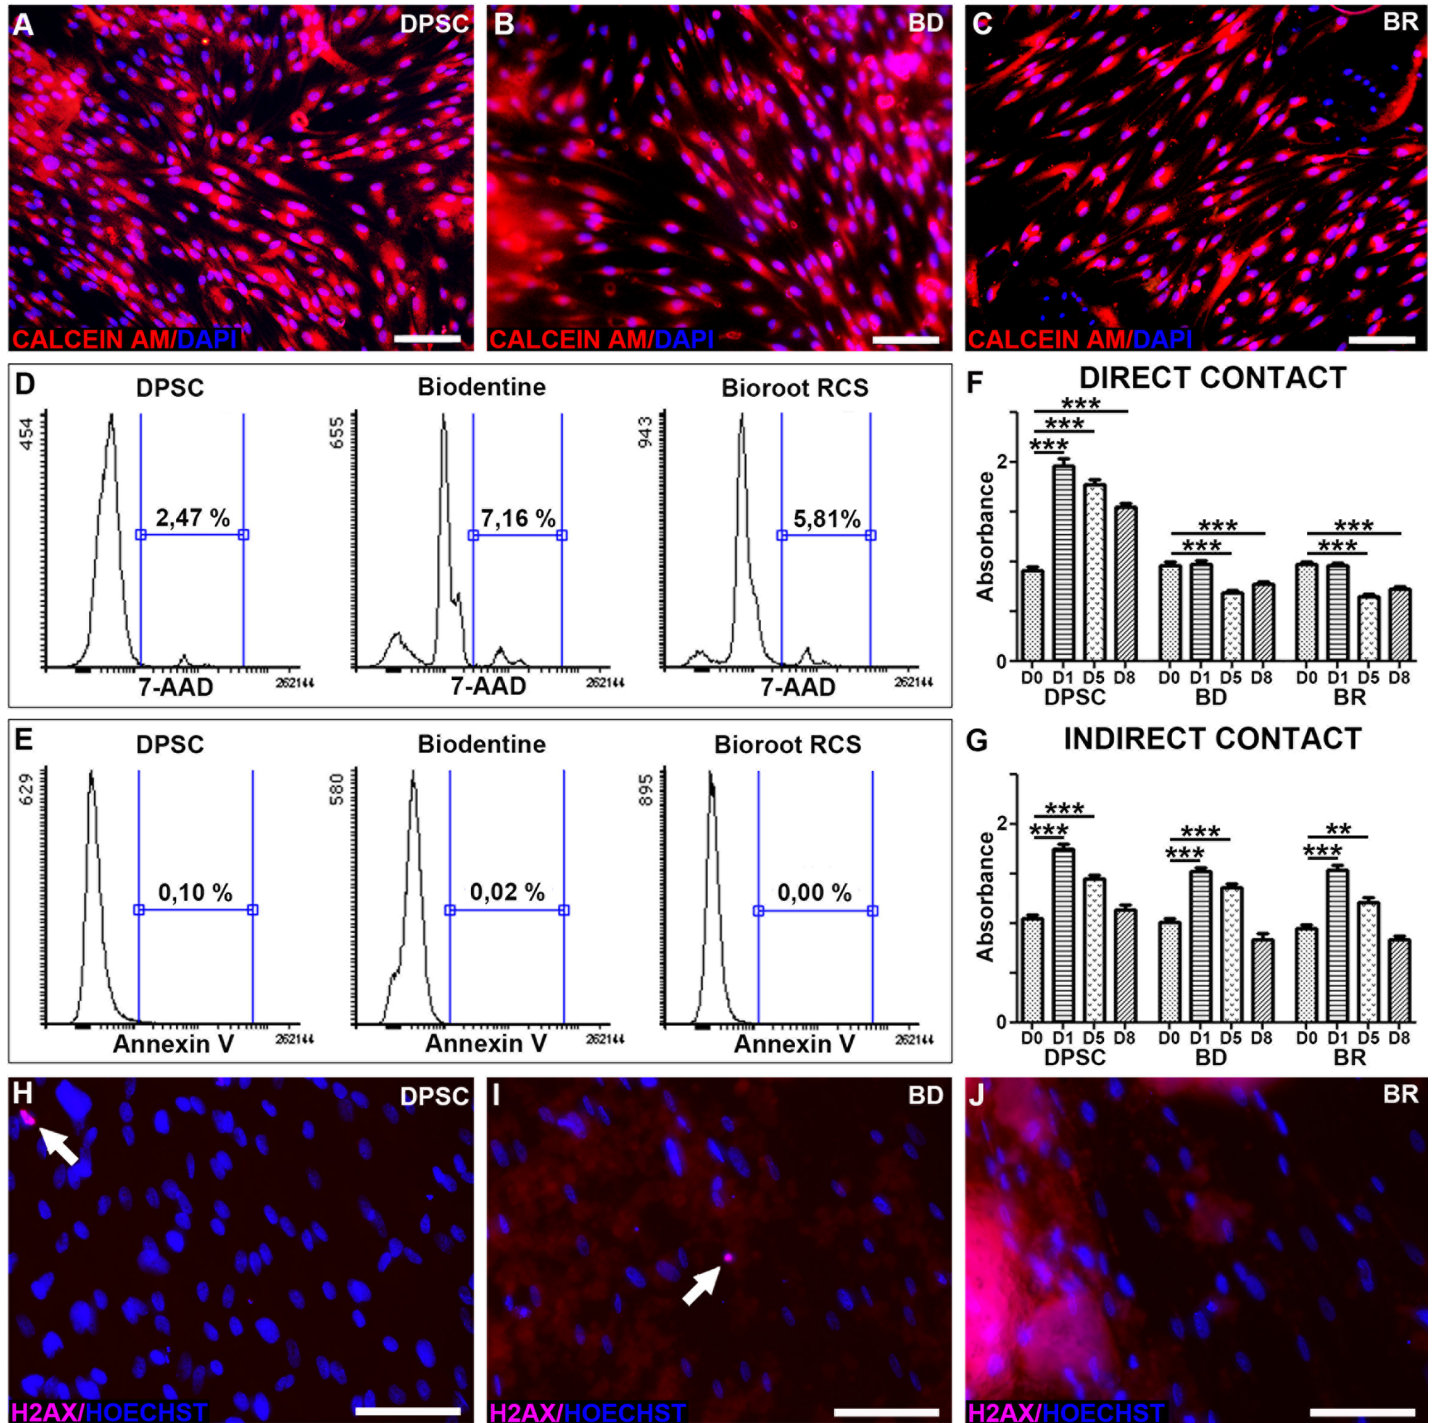 A DPSC
CALCEIN AM/DAPI
B BD
CALCEIN AM/DAPI
C BR
CALCEIN AM/DAPI
D
DPSC
454
2,47 %
7-AAD
262144
Biodentine
655
7,16 %
7-AAD
262144
Bioroot RCS
943
5,81%
7-AAD
262144
F DIRECT CONTACT
Absorbance
2
0
*** *** ***
*** ***
*** ***
D0 D1 D5 D8 D0 D1 D5 D8 D0 D1 D5 D8
DPSC BD BR
E
DPSC
629
0,10 %
Annexin V
262144
Biodentine
580
0,02 %
Annexin V
262144
Bioroot RCS
895
0,00 %
Annexin V
262144
G INDIRECT CONTACT
Absorbance
2
0
*** ***
*** ***
** ***
D0 D1 D5 D8 D0 D1 D5 D8 D0 D1 D5 D8
DPSC BD BR
H DPSC
H2AX/HOECHST
I BD
H2AX/HOECHST
J BR
H2AX/HOECHST